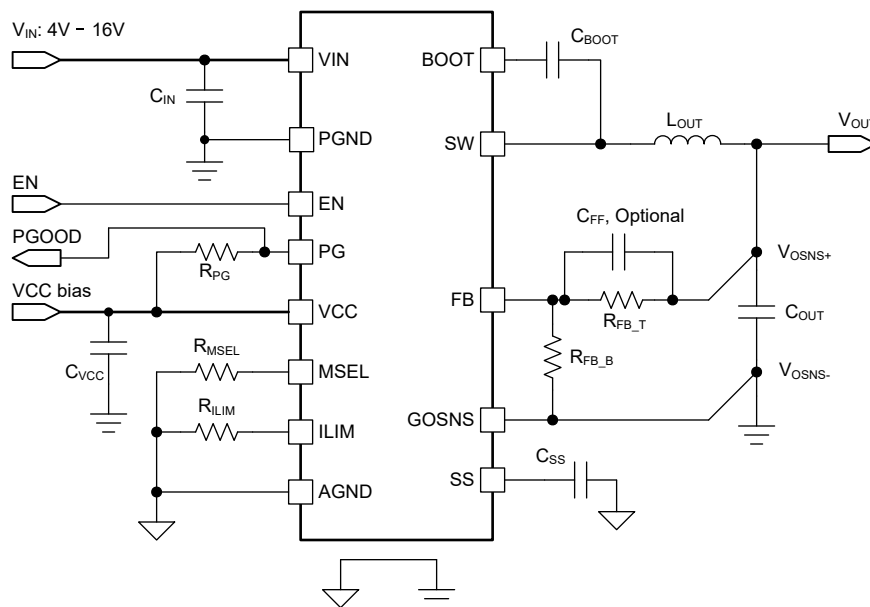 VIN: 4V – 16V
CIN
EN
PGOOD
RPG
VCC bias
CVCC
RMSEL
RILIM
VIN
PGND
EN
PG
VCC
MSEL
ILIM
AGND
BOOT
SW
FB
GOSNS
SS
CBOOT
LOUT
VOUT
CFF, Optional
RFB_T
RFB_B
VOSNS+
COUT
VOSNS-
CSS